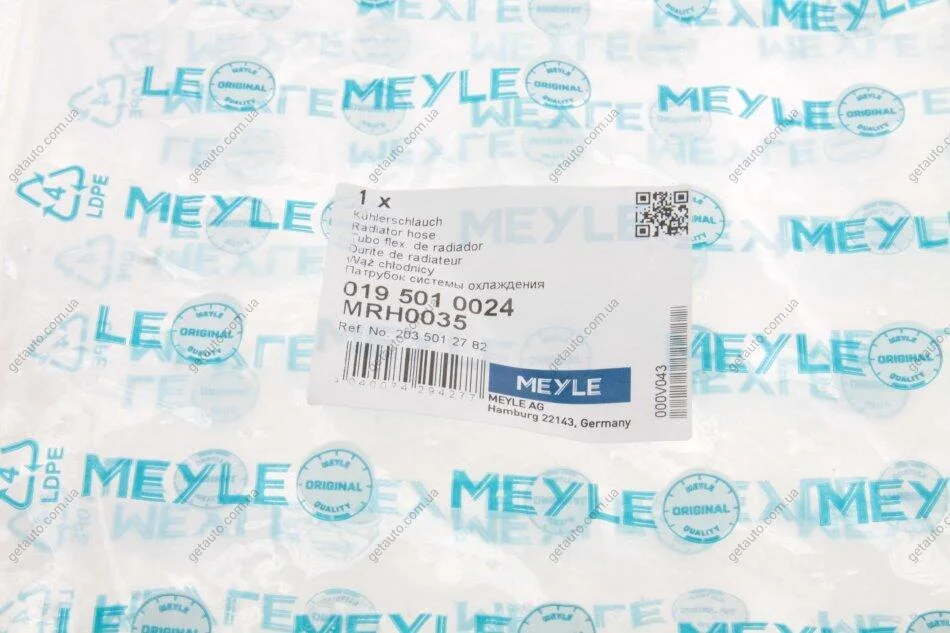 1 x
Kühlerschlauch
Radiator hose
Tubo flex. de radiador
Durite de radiateur
Wąż chłodnicy
Патрубок системы охлаждения
019 501 0024
MRH0035
Ref. No. 203 501 27 82
4040074294277
MEYLE
MEYLE AG
Hamburg 22143, Germany
000V043
MEYLE
MEYLE ORIGINAL QUALITY
4
LDPE
getauto.com.ua